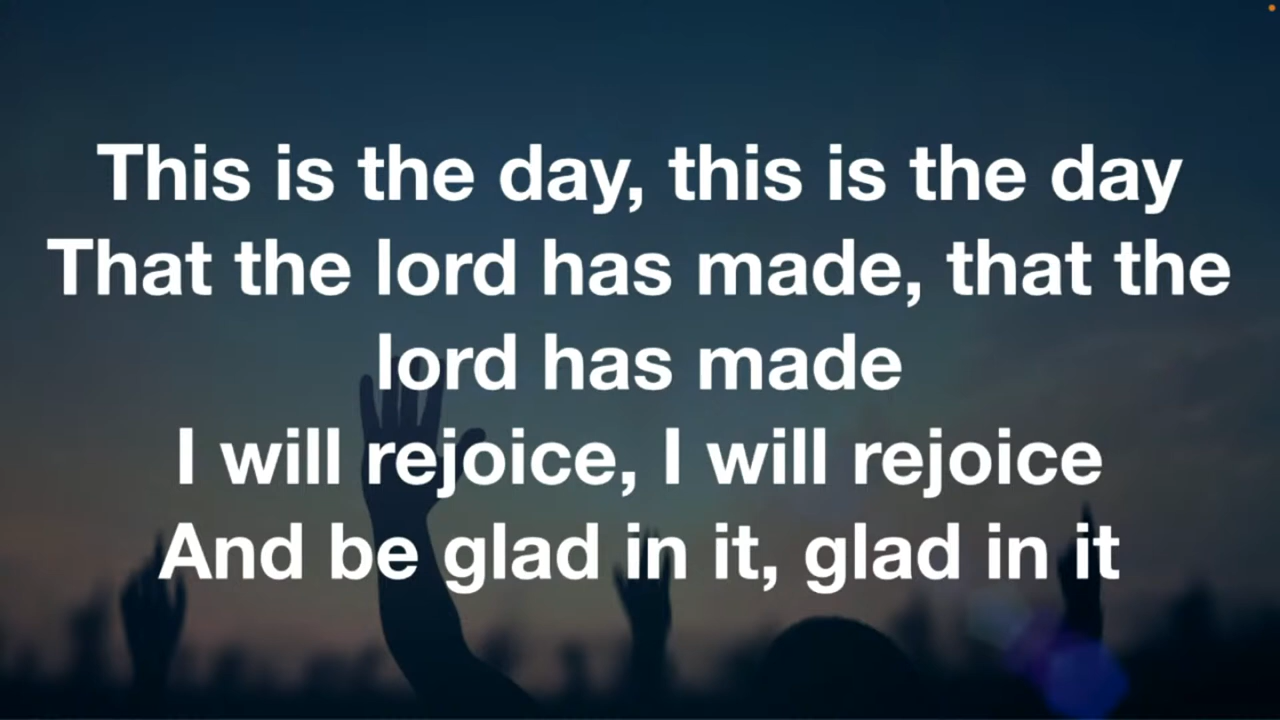 This is the day, this is the day
That the lord has made, that the
lord has made
I will rejoice, I will rejoice
And be glad in it, glad in it